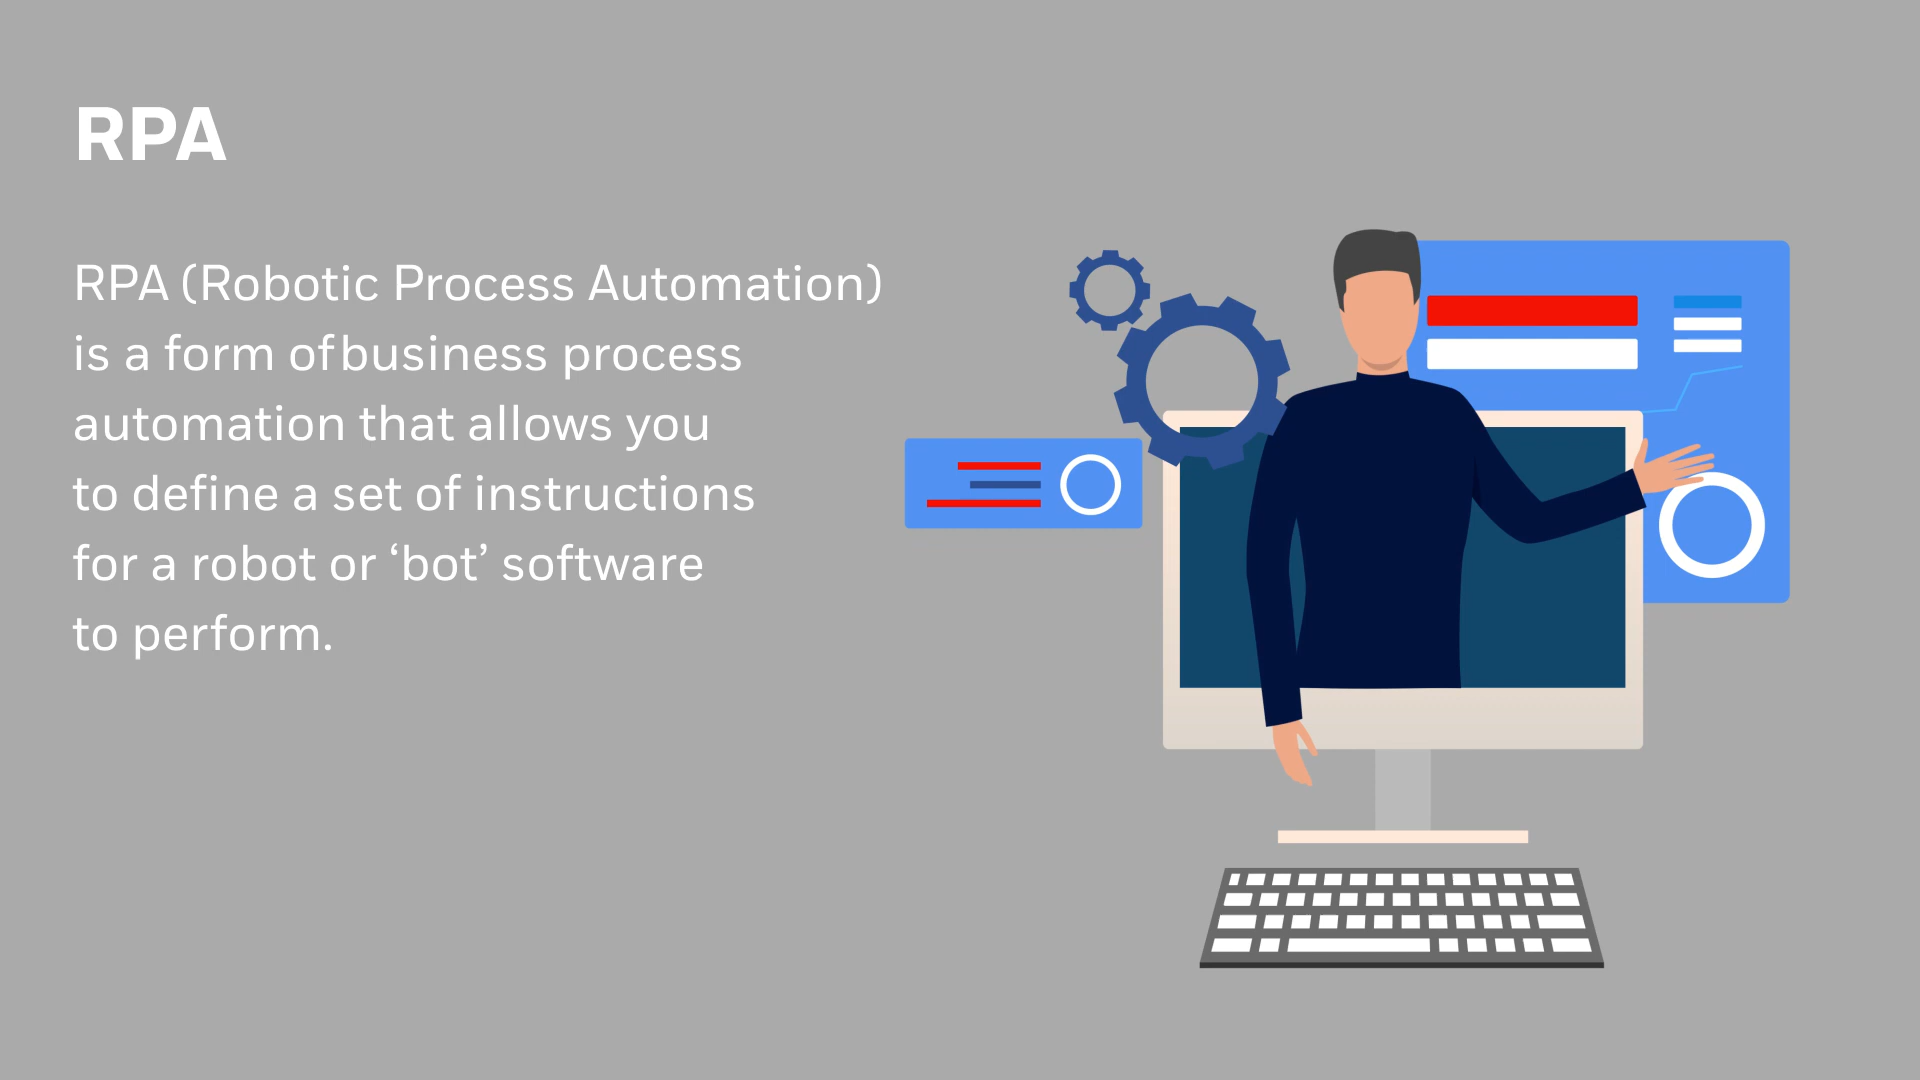 RPA
RPA (Robotic Process Automation)
is a form of business process
automation that allows you
to define a set of instructions
for a robot or ‘bot’ software
to perform.